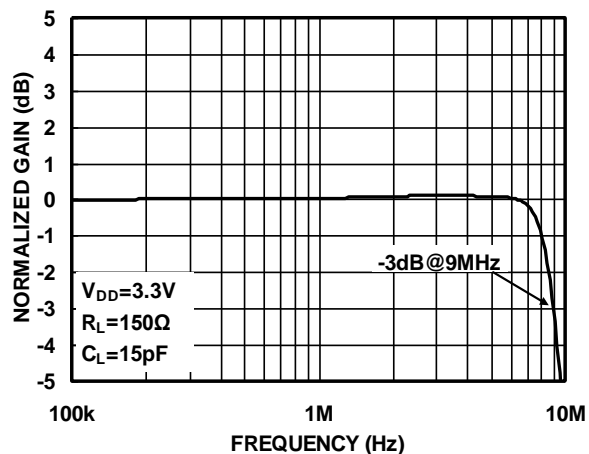 NORMALIZED GAIN (dB)
5
4
3
2
1
0
-1
-2
-3
-4
-5
-3dB@9MHz
VDD=3.3V
RL=150Ω
CL=15pF
100k
1M
10M
FREQUENCY (Hz)